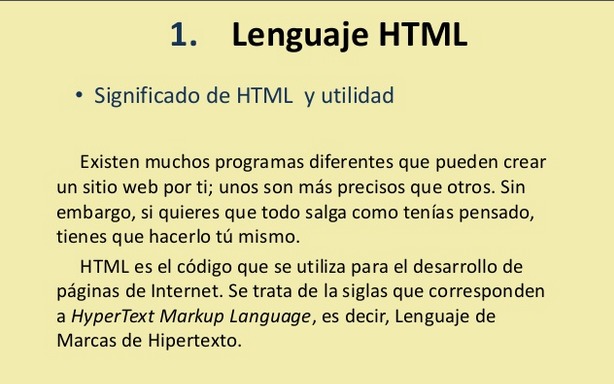 1. Lenguaje HTML
• Significado de HTML y utilidad
Existen muchos programas diferentes que pueden crear
un sitio web por ti; unos son más precisos que otros. Sin
embargo, si quieres que todo salga como tenías pensado,
tienes que hacerlo tú mismo.
HTML es el código que se utiliza para el desarrollo de
páginas de Internet. Se trata de la siglas que corresponden
a HyperText Markup Language, es decir, Lenguaje de
Marcas de Hipertexto.